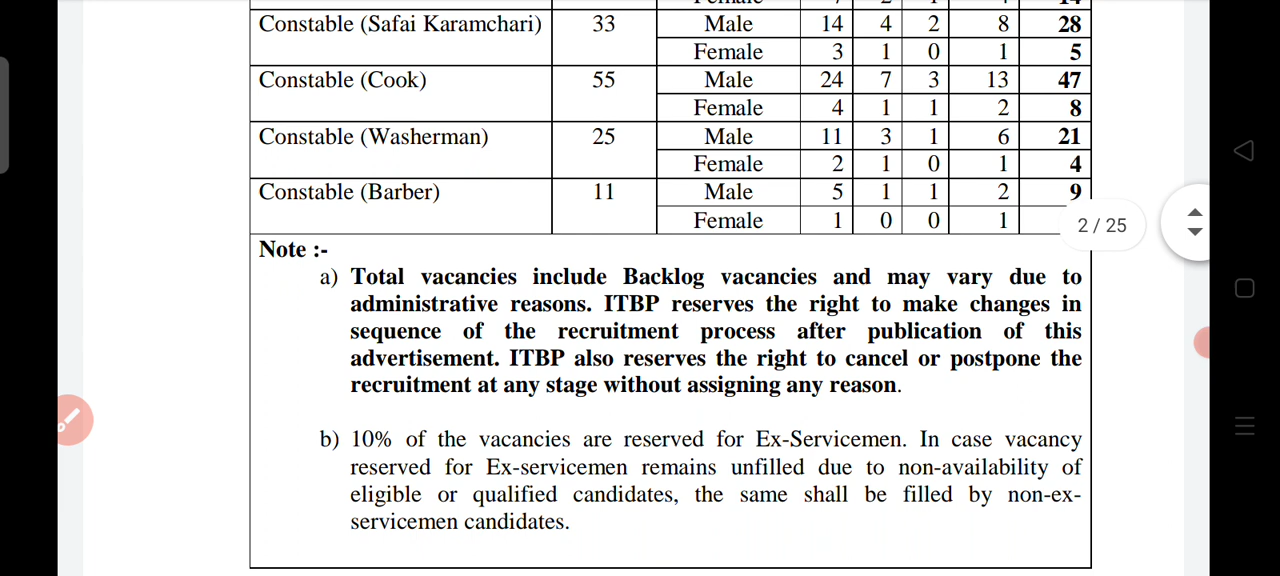 Constable (Safai Karamchari) 33 Male 14 4 2 8 28
Female 3 1 0 1 5
Constable (Cook) 55 Male 24 7 3 13 47
Female 4 1 1 2 8
Constable (Washerman) 25 Male 11 3 1 6 21
Female 2 1 0 1 4
Constable (Barber) 11 Male 5 1 1 2 9
Female 1 0 0 1
2 / 25
Note :-
a) Total vacancies include Backlog vacancies and may vary due to
administrative reasons. ITBP reserves the right to make changes in
sequence of the recruitment process after publication of this
advertisement. ITBP also reserves the right to cancel or postpone the
recruitment at any stage without assigning any reason.
b) 10% of the vacancies are reserved for Ex-Servicemen. In case vacancy
reserved for Ex-servicemen remains unfilled due to non-availability of
eligible or qualified candidates, the same shall be filled by non-ex-
servicemen candidates.